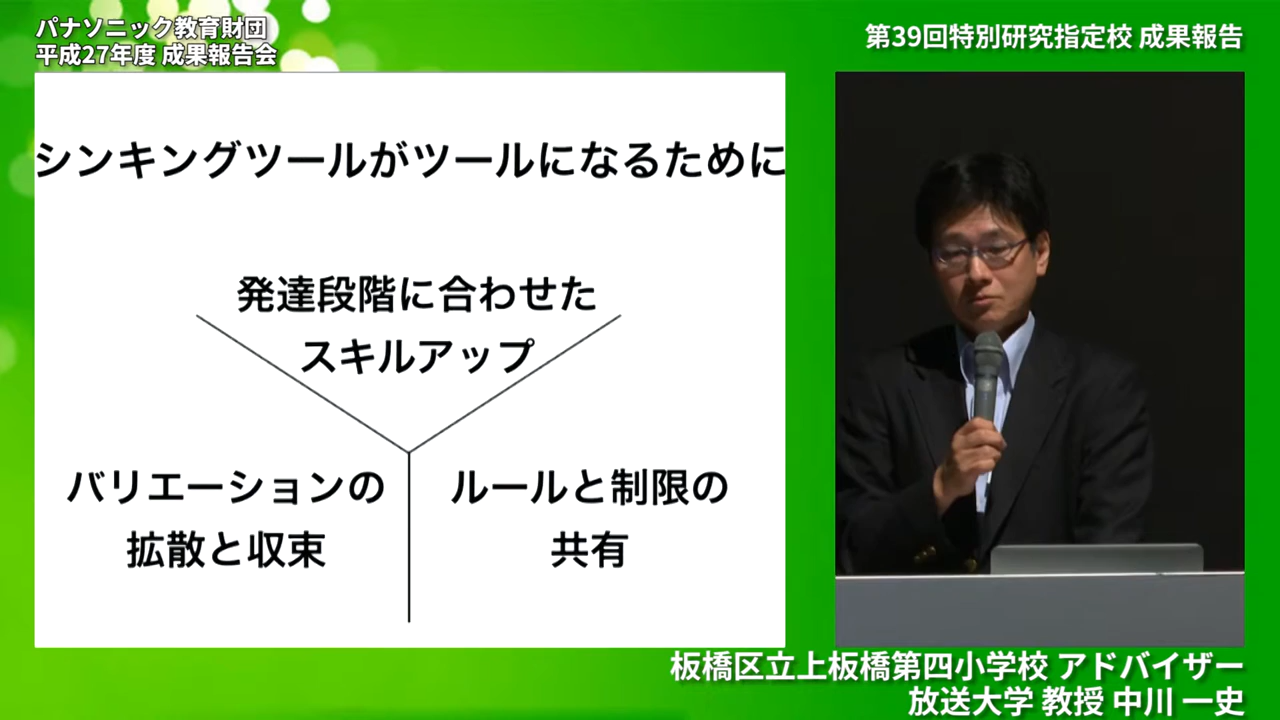 パナソニック教育財団
平成27年度 成果報告会
第39回特別研究指定校 成果報告
シンキングツールがツールになるために
発達段階に合わせた
スキルアップ
バリエーションの
拡散と収束
ルールと制限の
共有
板橋区立上板橋第四小学校 アドバイザー
放送大学 教授 中川 一史